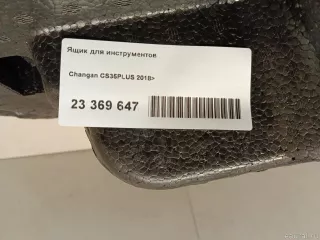 Ящик для инструментов
Changan CS35PLUS 2018>
23 369 647